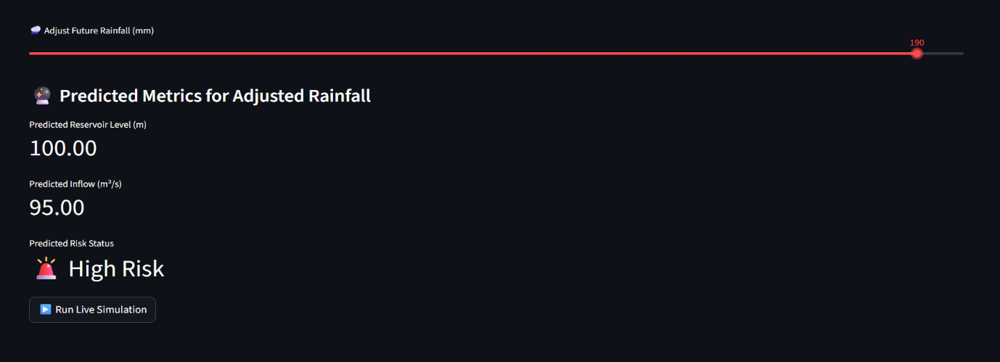 🌧️ Adjust Future Rainfall (mm)
190
🔮 Predicted Metrics for Adjusted Rainfall
Predicted Reservoir Level (m)
100.00
Predicted Inflow (m³/s)
95.00
Predicted Risk Status
🚨 High Risk
▶️ Run Live Simulation